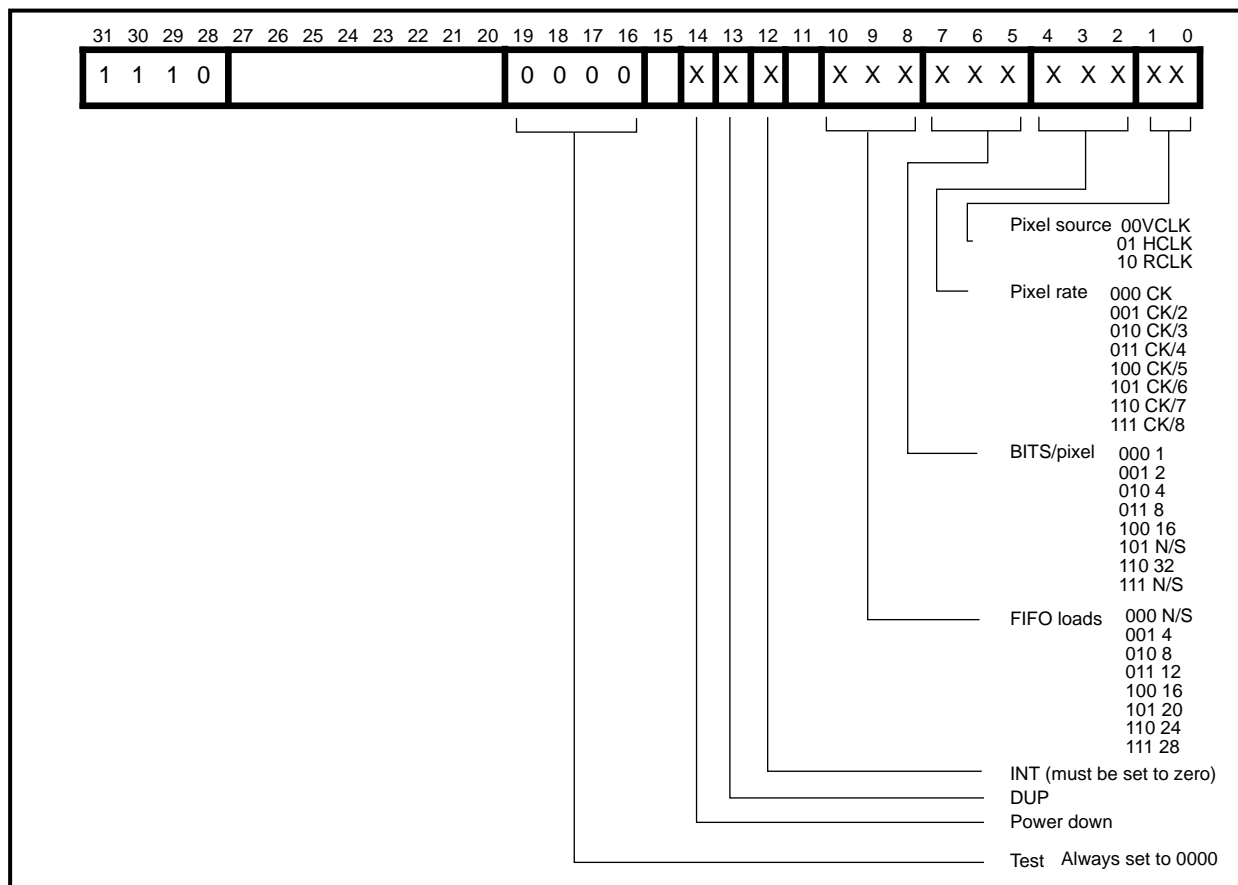 31 30 29 28 27 26 25 24 23 22 21 20 19 18 17 16 15 14 13 12 11 10 9 8 7 6 5 4 3 2 1 0
1 1 1 0 0 0 0 0 X X X X X X X X X X X X X X
Pixel source 00VCLK
01 HCLK
10 RCLK
Pixel rate 000 CK
001 CK/2
010 CK/3
011 CK/4
100 CK/5
101 CK/6
110 CK/7
111 CK/8
BITS/pixel 000 1
001 2
010 4
011 8
100 16
101 N/S
110 32
111 N/S
FIFO loads 000 N/S
001 4
010 8
011 12
100 16
101 20
110 24
111 28
INT (must be set to zero)
DUP
Power down
Test Always set to 0000